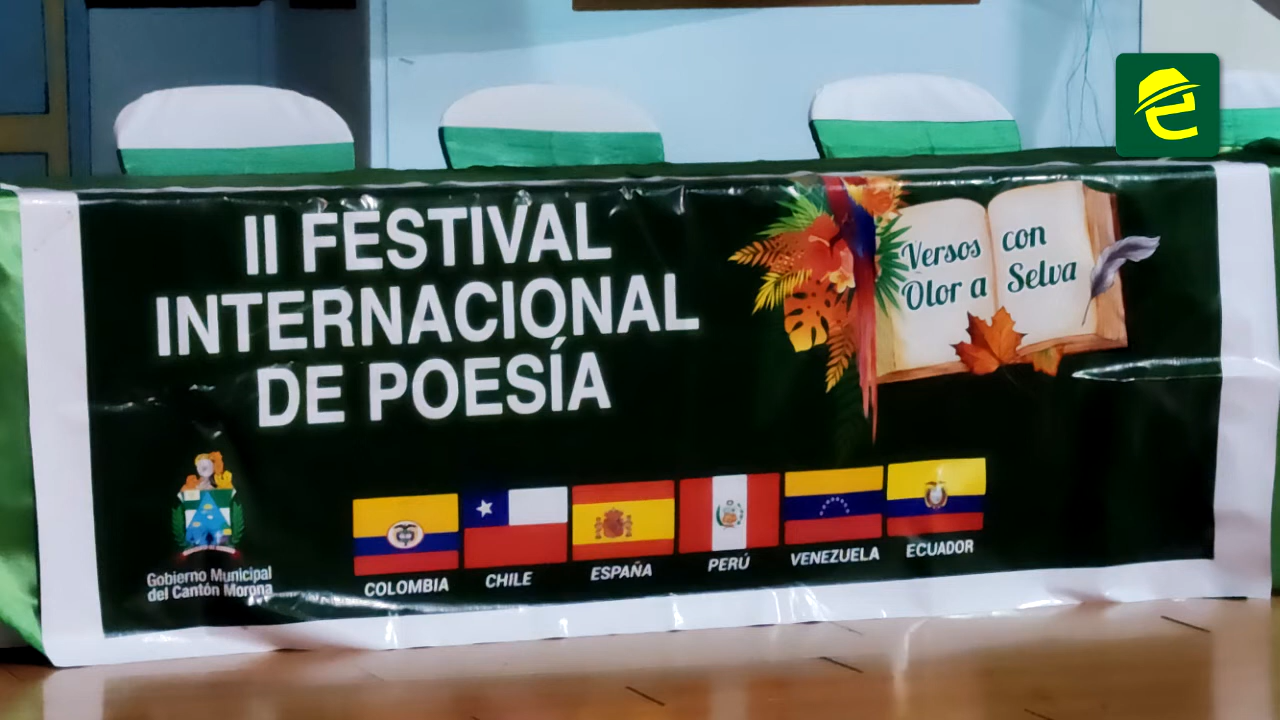 II FESTIVAL
INTERNACIONAL
DE POESÍA
Versos con
Olor a Selva
Gobierno Municipal
del Cantón Morona
COLOMBIA
CHILE
ESPAÑA
PERÚ
VENEZUELA
ECUADOR